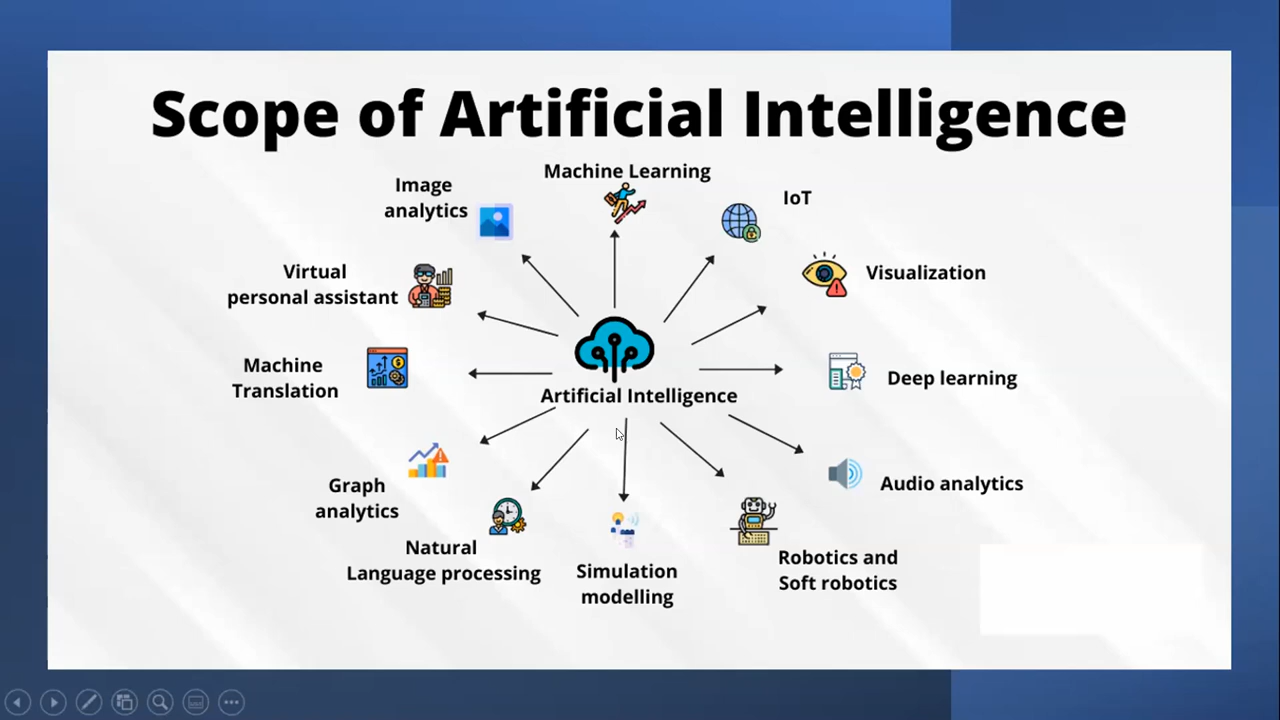 Scope of Artificial Intelligence
Machine Learning
Image
analytics
IoT
Virtual
personal assistant
Visualization
Machine
Translation
Artificial Intelligence
Deep learning
Graph
analytics
Audio analytics
Natural
Language processing
Simulation
modelling
Robotics and
Soft robotics